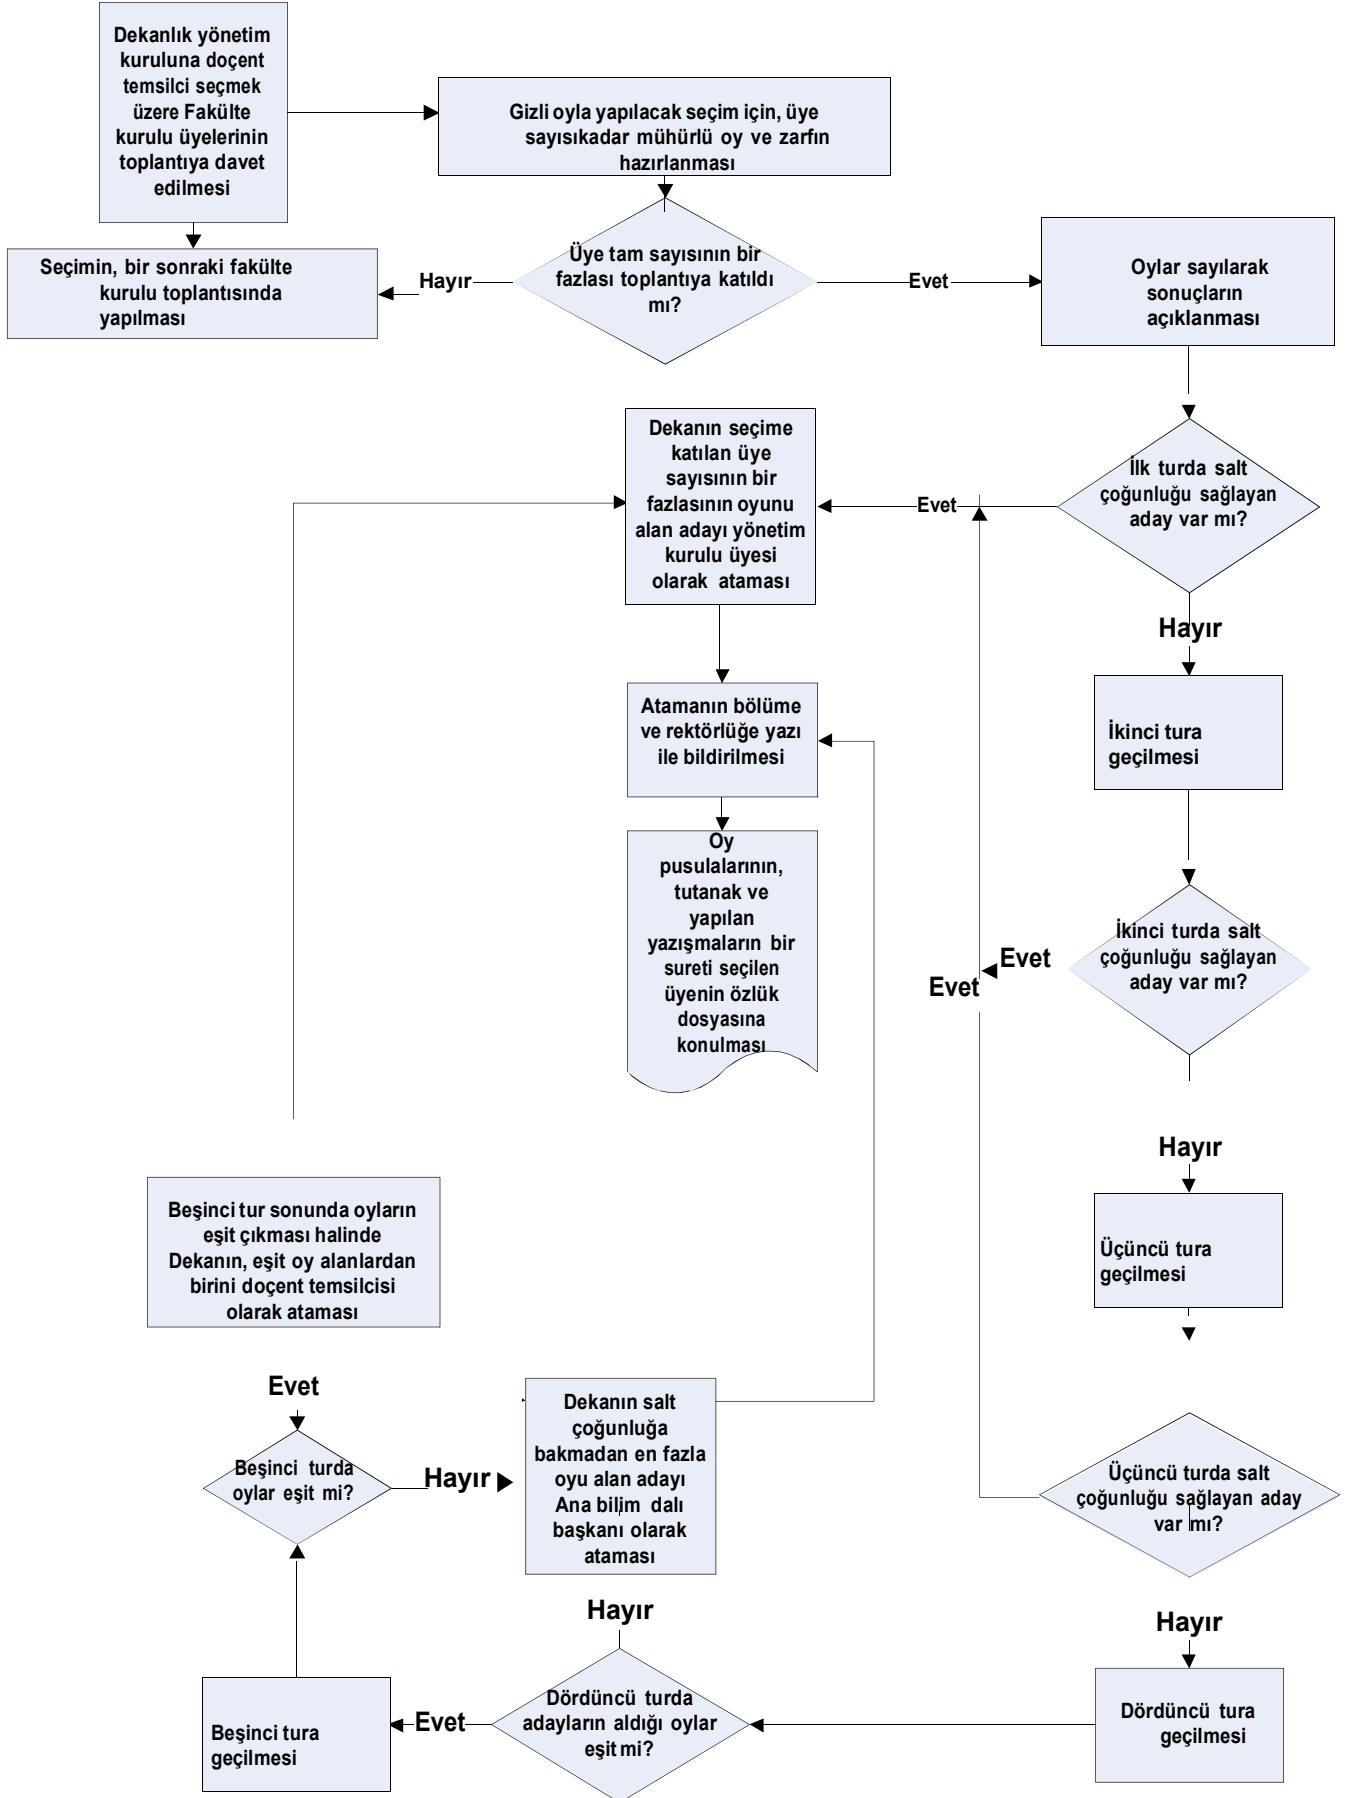 Dekanlık yönetim
kuruluna doçent
temsilci seçmek
üzere Fakülte
kurulu üyelerinin
toplantıya davet
edilmesi
Gizli oyla yapılacak seçim için, üye
sayısıkadar mühürlü oy ve zarfın
hazırlanması
Seçimin, bir sonraki fakülte
kurulu toplantısında
yapılması
Hayır
Üye tam sayısının bir
fazlası toplantıya katıldı
mı?
Evet
Oylar sayılarak
sonuçların
açıklanması
Dekanın seçime
katılan üye
sayısının bir
fazlasının oyunu
alan adayı yönetim
kurulu üyesi
olarak ataması
Evet
İlk turda salt
çoğunluğu sağlayan
aday var mı?
Hayır
Atamanın bölüme
ve rektörlüğe yazı
ile bildirilmesi
İkinci tura
geçilmesi
Oy
pusulalarının,
tutanak ve
yapılan
yazışmaların bir
sureti seçilen
üyenin özlük
dosyasına
konulması
Evet
Evet
İkinci turda salt
çoğunluğu sağlayan
aday var mı?
Hayır
Beşinci tur sonunda oyların
eşit çıkması halinde
Dekanın, eşit oy alanlardan
birini doçent temsilcisi
olarak ataması
Üçüncü tura
geçilmesi
Evet
Beşinci turda
oylar eşit mi?
Hayır
Dekanın salt
çoğunluğa
bakmadan en fazla
oyu alan adayı
Ana bilim dalı
başkanı olarak
ataması
Üçüncü turda salt
çoğunluğu sağlayan aday
var mı?
Hayır
Hayır
Beşinci tura
geçilmesi
Evet
Dördüncü turda
adayların aldığı oylar
eşit mi?
Dördüncü tura
geçilmesi